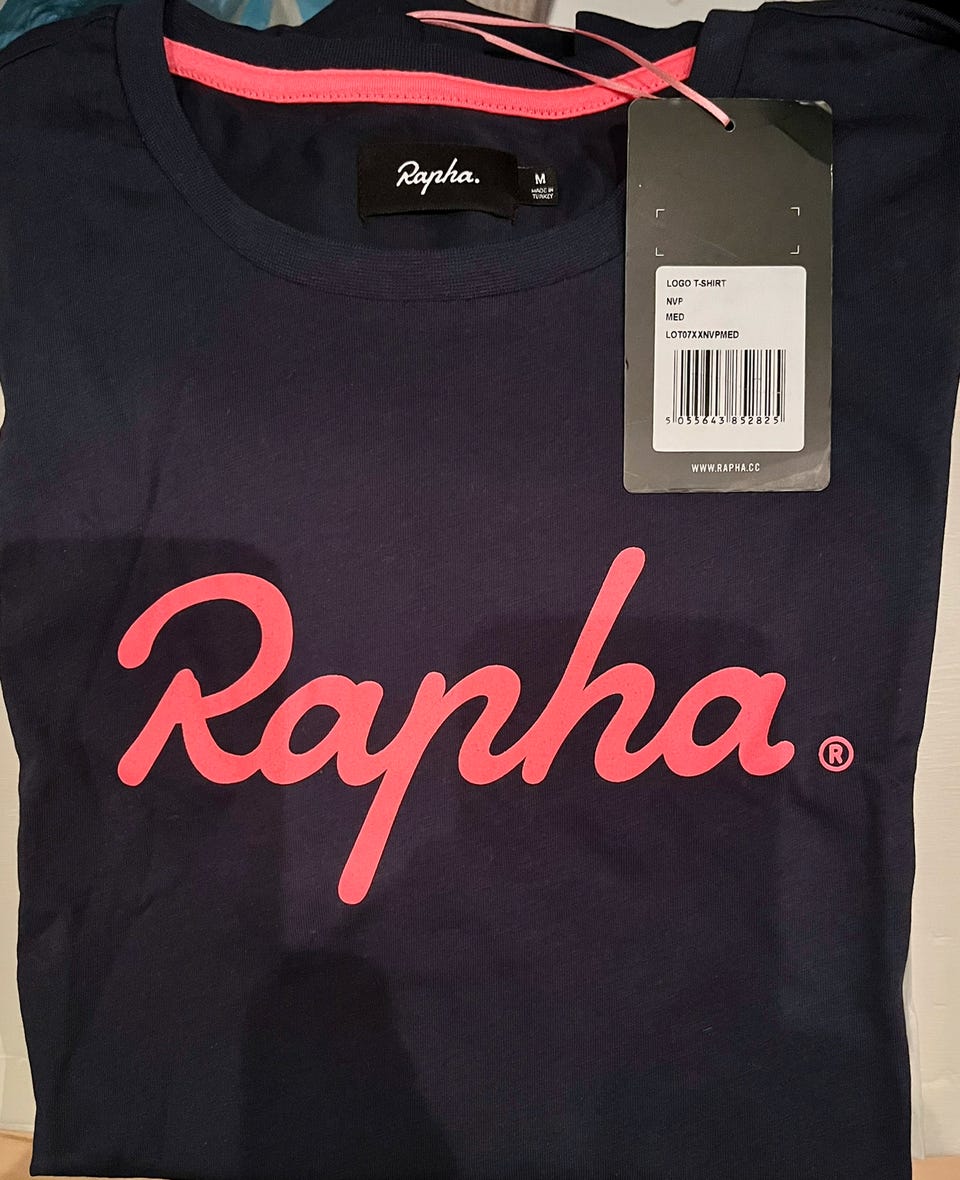 Rapha.
M
MADE IN
TURKEY
LOGO T-SHIRT
NVP
MED
LOT07XXNVPMED
5 055643 852825
WWW.RAPHA.CC
Rapha.®